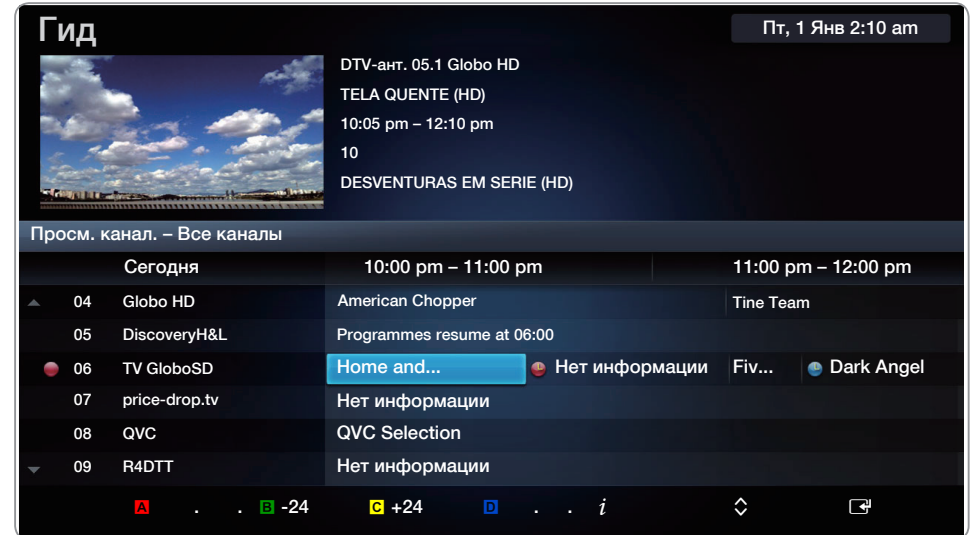 Гид
Пт, 1 Янв 2:10 am
DTV-ант. 05.1 Globo HD
TELA QUENTE (HD)
10:05 pm – 12:10 pm
10
DESVENTURAS EM SERIE (HD)
Просм. канал. – Все каналы
Сегодня 10:00 pm – 11:00 pm 11:00 pm – 12:00 pm
04 Globo HD American Chopper Tine Team
05 DiscoveryH&L Programmes resume at 06:00
06 TV GloboSD Home and... Нет информации Fiv... Dark Angel
07 price-drop.tv Нет информации
08 QVC QVC Selection
09 R4DTT Нет информации
A . . B -24 C +24 D . . i